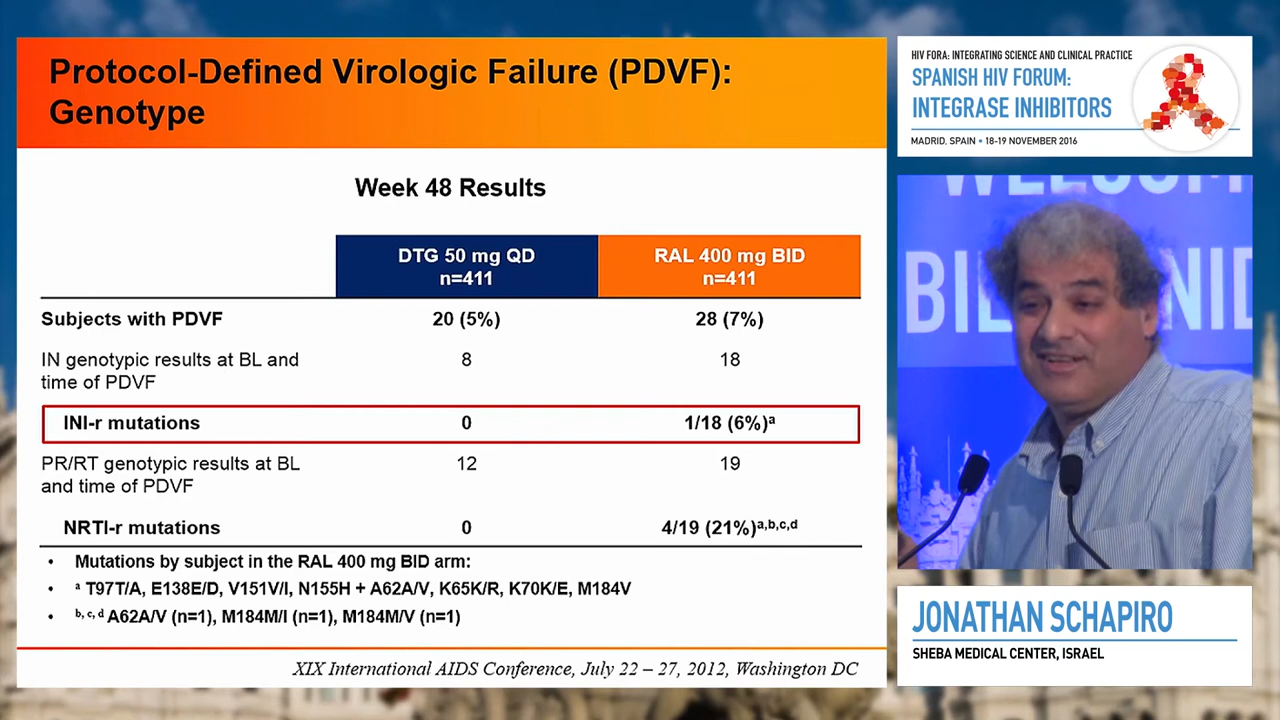 Protocol-Defined Virologic Failure (PDVF):
Genotype
Week 48 Results
DTG 50 mg QD
n=411
RAL 400 mg BID
n=411
Subjects with PDVF 20 (5%) 28 (7%)
IN genotypic results at BL and
time of PDVF 8 18
INI-r mutations 0 1/18 (6%)ᵃ
PR/RT genotypic results at BL
and time of PDVF 12 19
NRTI-r mutations 0 4/19 (21%)ᵃ,ᵇ,ᶜ,ᵈ
• Mutations by subject in the RAL 400 mg BID arm:
• ᵃ T97T/A, E138E/D, V151V/I, N155H + A62A/V, K65K/R, K70K/E, M184V
• ᵇ, ᶜ, ᵈ A62A/V (n=1), M184M/I (n=1), M184M/V (n=1)
XIX International AIDS Conference, July 22 – 27, 2012, Washington DC
HIV FORA: INTEGRATING SCIENCE AND CLINICAL PRACTICE
SPANISH HIV FORUM:
INTEGRASE INHIBITORS
MADRID, SPAIN • 18-19 NOVEMBER 2016
JONATHAN SCHAPIRO
SHEBA MEDICAL CENTER, ISRAEL